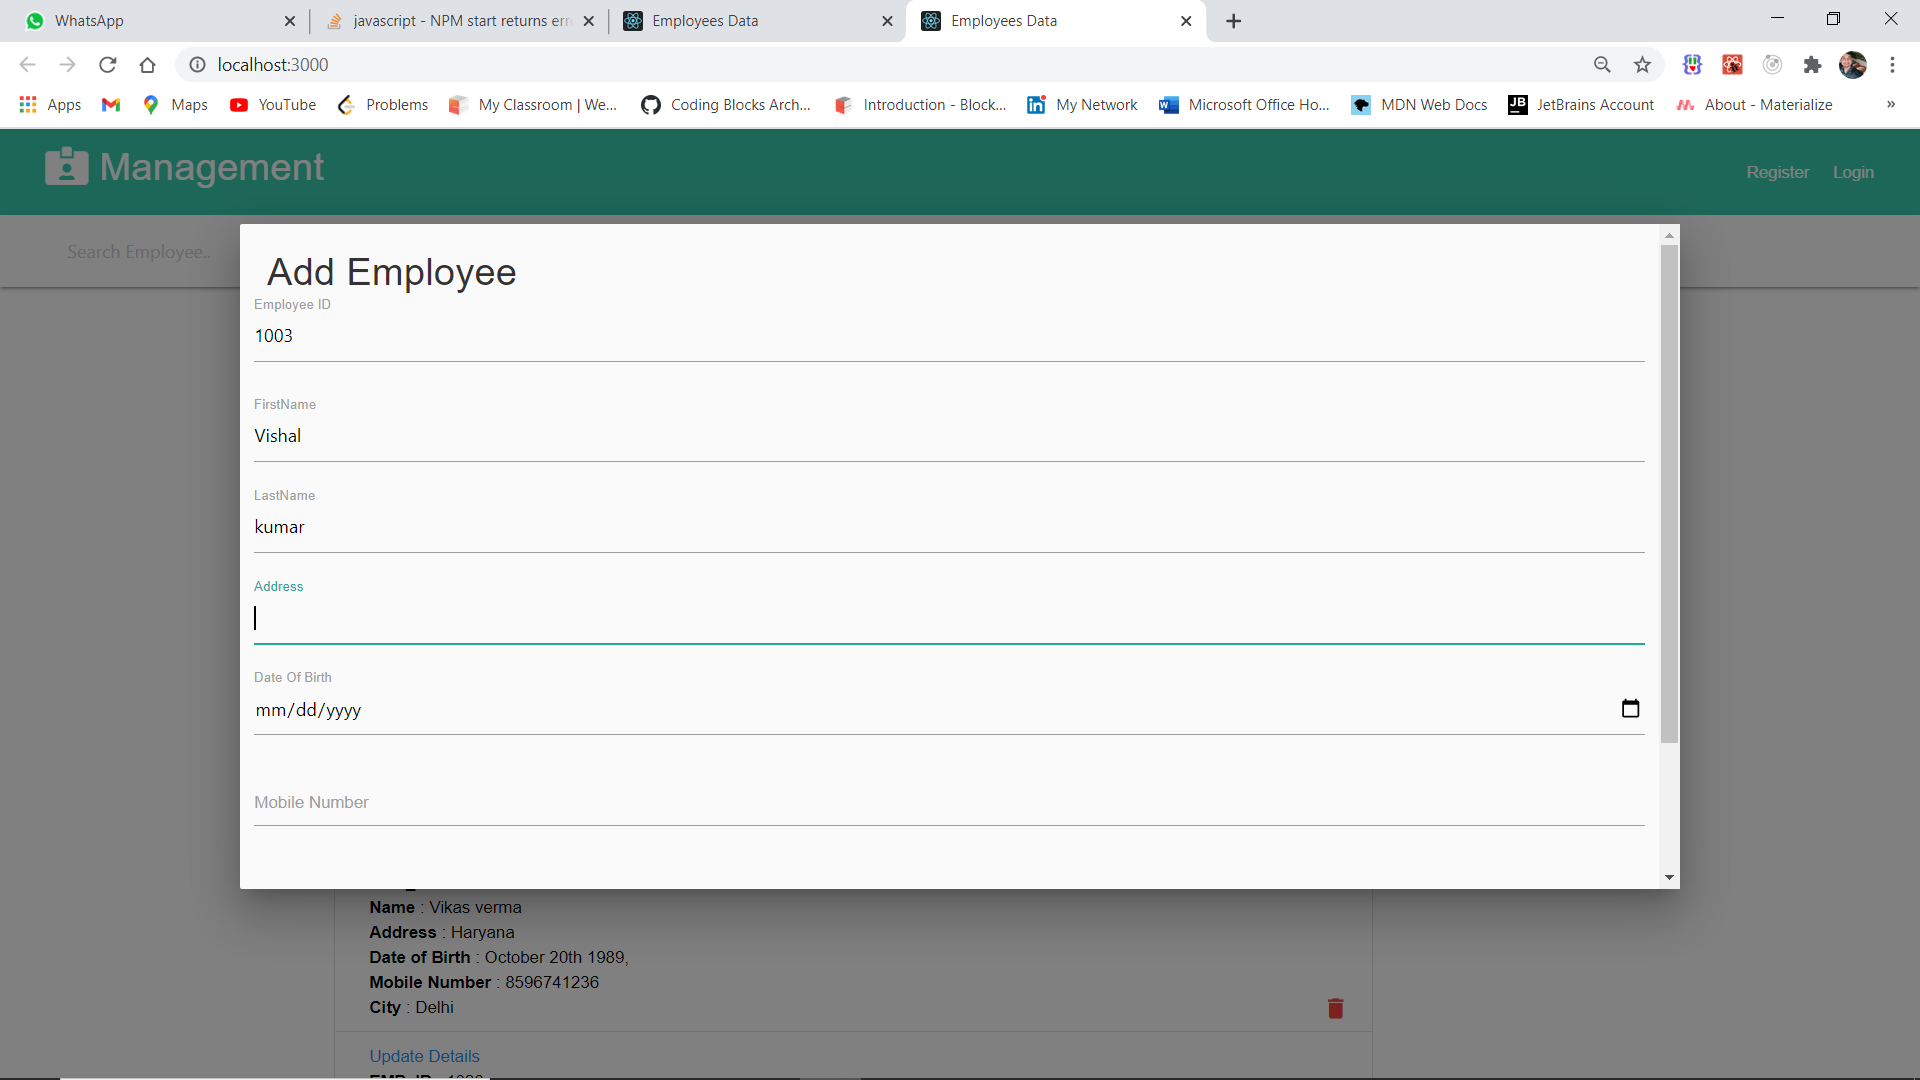 WhatsApp
javascript - NPM start returns err
Employees Data
Employees Data
localhost:3000
Apps
Maps
YouTube
Problems
My Classroom | We...
Coding Blocks Arch...
Introduction - Block...
My Network
Microsoft Office Ho...
MDN Web Docs
JetBrains Account
About - Materialize
»
Management
Register
Login
Search Employee..
Add Employee
Employee ID
1003
FirstName
Vishal
LastName
kumar
Address
Date Of Birth
mm/dd/yyyy
Mobile Number
Name : Vikas verma
Address : Haryana
Date of Birth : October 20th 1989,
Mobile Number : 8596741236
City : Delhi
Update Details